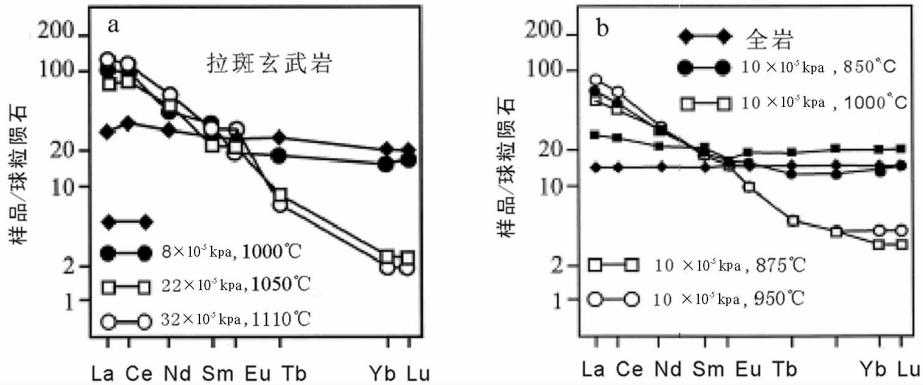 a
200
100
20
10
2
1
样品/球粒陨石
拉斑玄武岩
8×10⁻⁵kpa,1000℃
22×10⁻⁵kpa,1050℃
32×10⁻⁵kpa,1110℃
La Ce Nd Sm Eu Tb Yb Lu
b
200
100
20
10
2
1
样品/球粒陨石
全岩
10×10⁻⁵kpa,850℃
10×10⁻⁵kpa,1000℃
10×10⁻⁵kpa,875℃
10×10⁻⁵kpa,950℃
La Ce Nd Sm Eu Tb Yb Lu